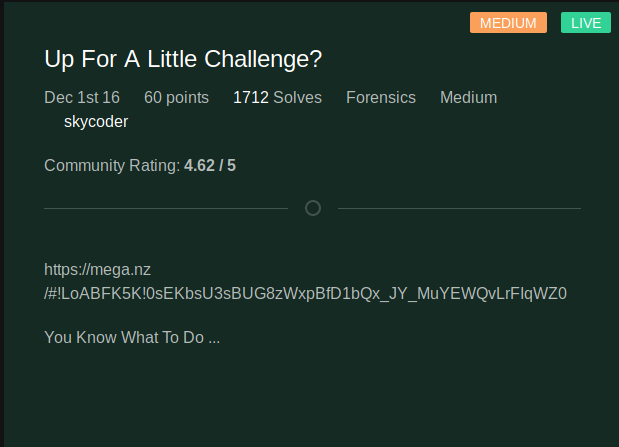 MEDIUM LIVE
Up For A Little Challenge?
Dec 1st 16 60 points 1712 Solves Forensics Medium
skycoder
Community Rating: 4.62 / 5
https://mega.nz
/#!LoABFK5K!0sEKbsU3sBUG8zWxpBfD1bQx_JY_MuYEWQvLrFIqWZ0
You Know What To Do ...